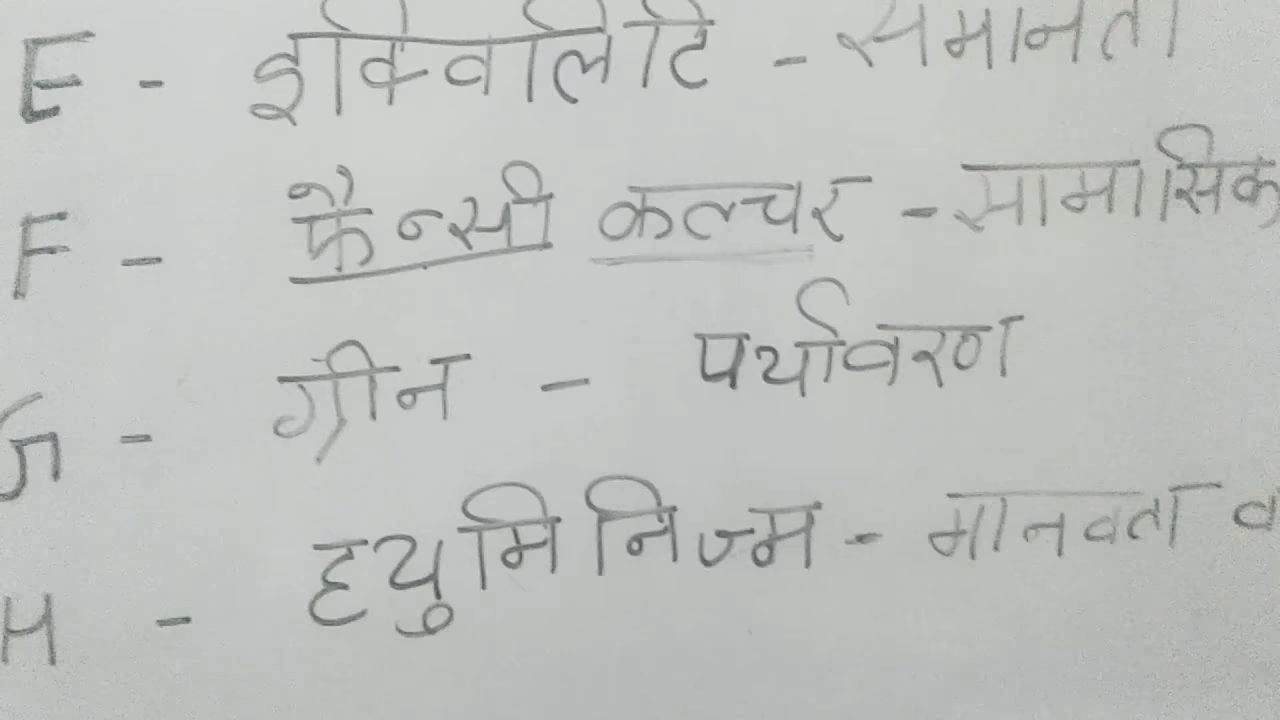 E - इक्विलिटि - समानता
F - फैन्सी कल्चर - सामासिक
G - ग्रीन - पर्यावरण
H - ह्युमिनिज्म - मानवता व